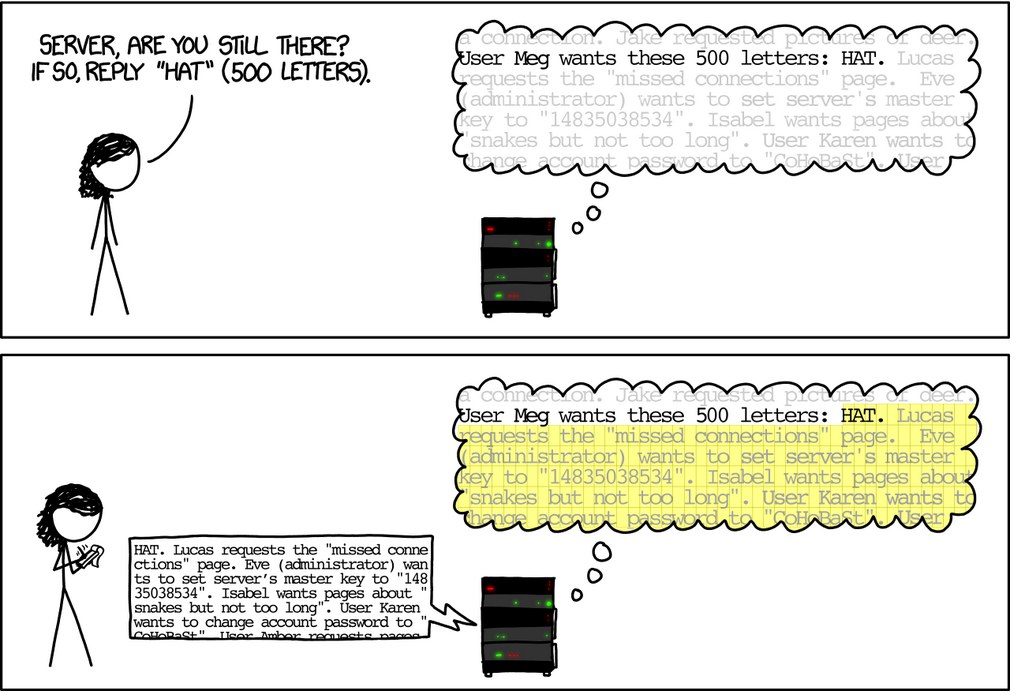 SERVER, ARE YOU STILL THERE?
IF SO, REPLY "HAT" (500 LETTERS).
a connection. Jake requested pictures of deer.
User Meg wants these 500 letters: HAT. Lucas
requests the "missed connections" page. Eve
(administrator) wants to set server's master
key to "14835038534". Isabel wants pages about
"snakes but not too long". User Karen wants to
change account password to "CoHoBaSt". User
a connection. Jake requested pictures of deer.
User Meg wants these 500 letters: HAT. Lucas
requests the "missed connections" page. Eve
(administrator) wants to set server's master
key to "14835038534". Isabel wants pages about
"snakes but not too long". User Karen wants to
change account password to "CoHoBaSt". User
HAT. Lucas requests the "missed conne
ctions" page. Eve (administrator) wan
ts to set server's master key to "148
35038534". Isabel wants pages about "
snakes but not too long". User Karen
wants to change account password to "
CoHoBaSt". User Amber requests pages